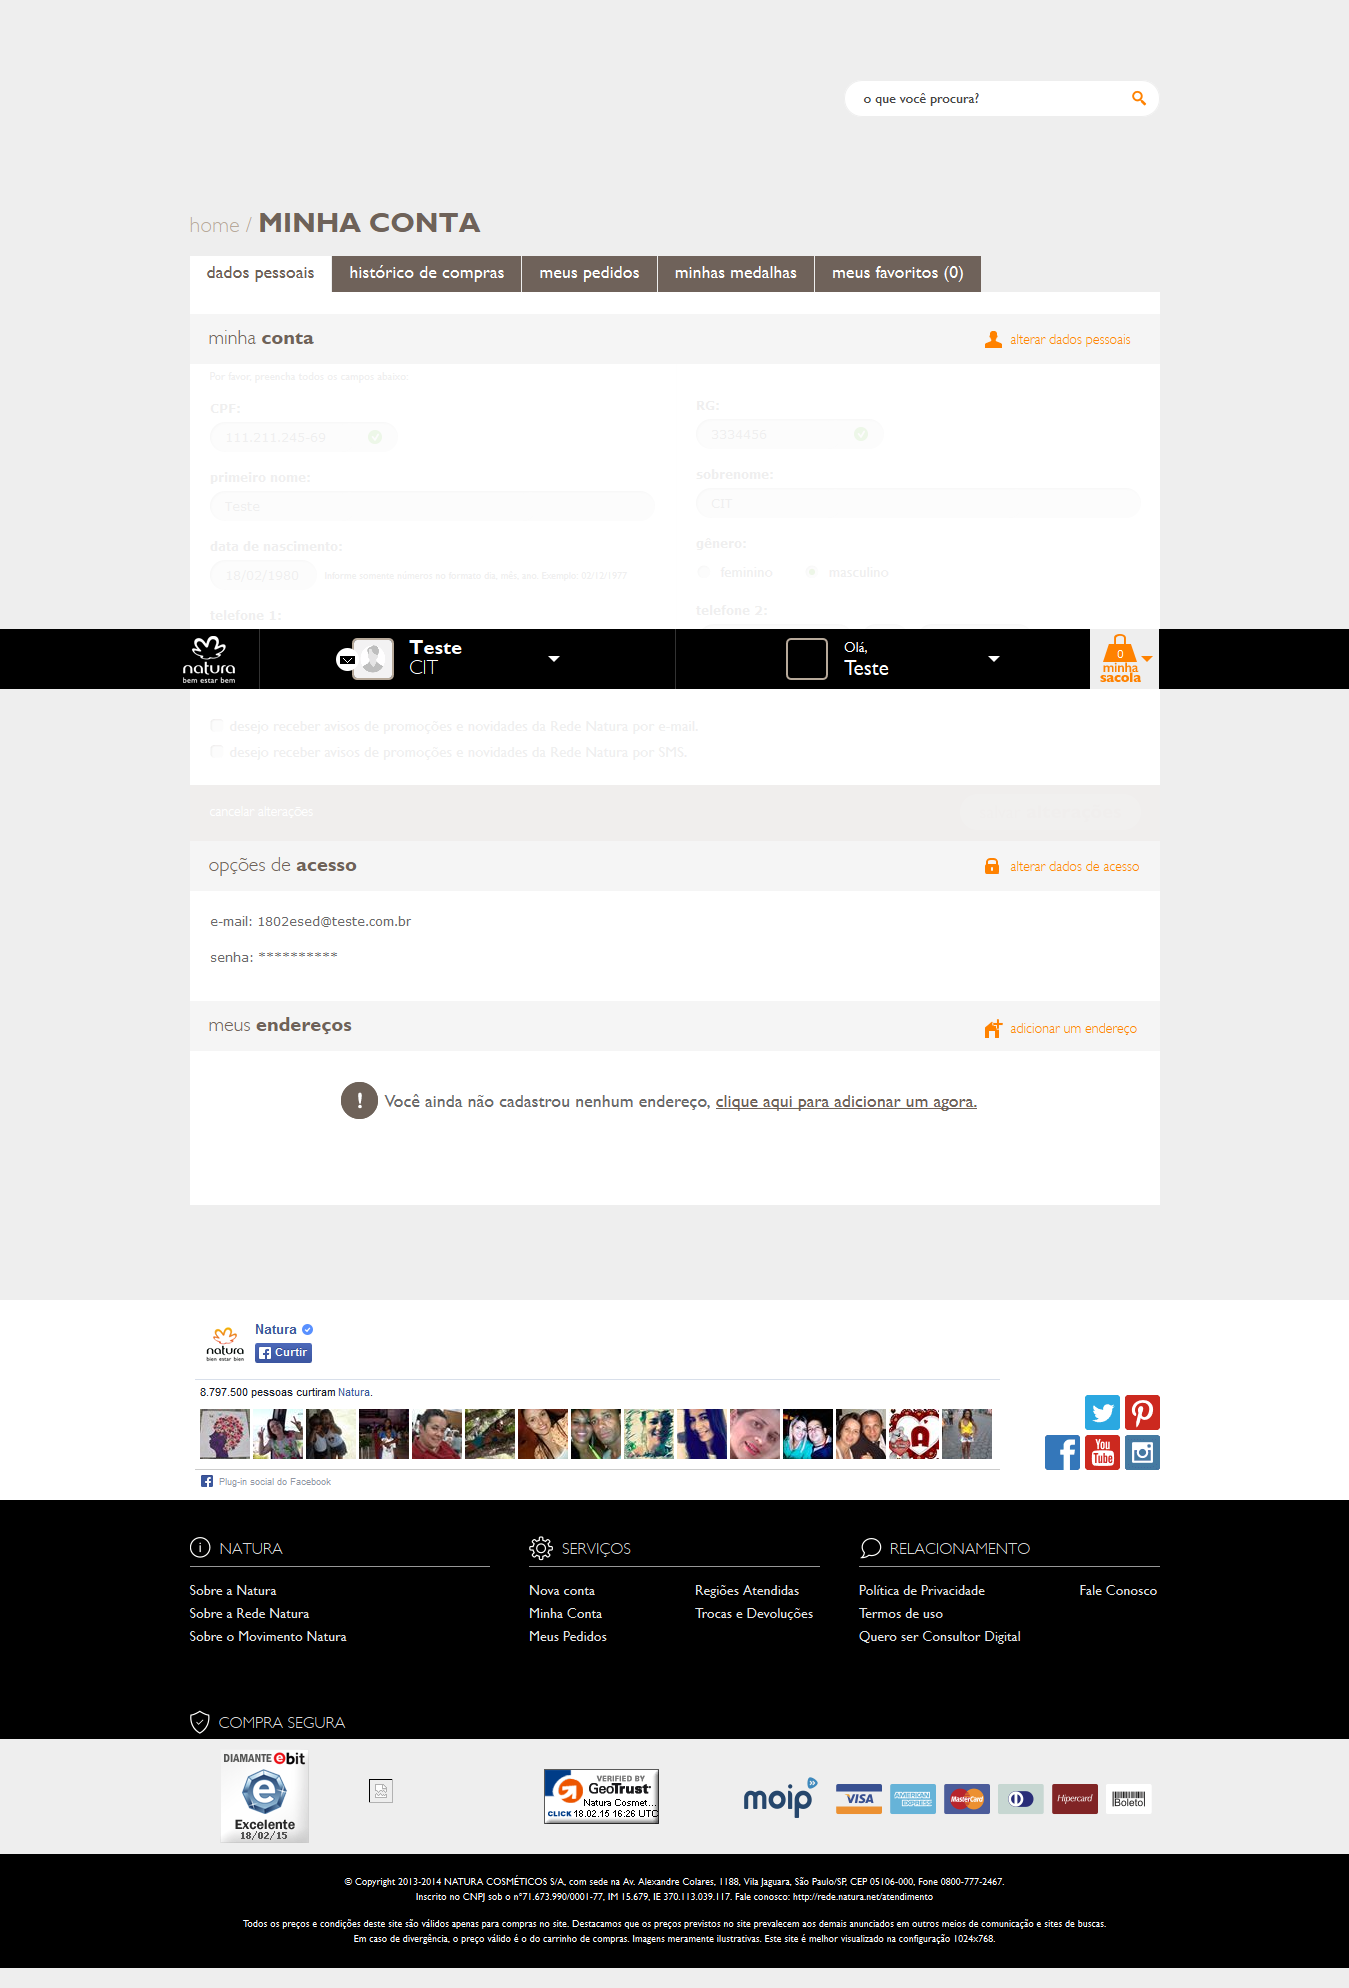 o que você procura?
home / MINHA CONTA
dados pessoais
histórico de compras
meus pedidos
minhas medalhas
meus favoritos (0)
minha conta
alterar dados pessoais
Por favor, preencha todos os campos abaixo:
CPF:
RG:
111.211.245-69
3334456
primeiro nome:
sobrenome:
Teste
CIT
data de nascimento:
gênero:
18/02/1980
Informe somente números no formato dia, mês, ano. Exemplo: 02/12/1977
feminino
masculino
telefone 1:
telefone 2:
natura
bem estar bem
Teste
CIT
Olá,
Teste
0
minha
sacola
desejo receber avisos de promoções e novidades da Rede Natura por e-mail.
desejo receber avisos de promoções e novidades da Rede Natura por SMS.
cancelar alterações
opções de acesso
alterar dados de acesso
e-mail: 1802esed@teste.com.br
senha: **********
meus endereços
adicionar um endereço
! Você ainda não cadastrou nenhum endereço, clique aqui para adicionar um agora.
natura
bien estar bien
Natura
Curtir
8.797.500 pessoas curtiram Natura.
Plug-in social do Facebook
You
Tube
NATURA
SERVIÇOS
RELACIONAMENTO
Sobre a Natura
Nova conta
Regiões Atendidas
Política de Privacidade
Fale Conosco
Sobre a Rede Natura
Minha Conta
Trocas e Devoluções
Termos de uso
Sobre o Movimento Natura
Meus Pedidos
Quero ser Consultor Digital
COMPRA SEGURA
DIAMANTE ebit
e
Excelente
18/02/15
VERIFIED BY
GeoTrust
Natura Cosmet...
CLICK 18.02.15 16:26 UTC
moip
VISA
AMERICAN EXPRESS
MasterCard
Hipercard
Boleto
© Copyright 2013-2014 NATURA COSMÉTICOS S/A, com sede na Av. Alexandre Colares, 1188, Vila Jaguara, São Paulo/SP, CEP 05106-000, Fone 0800-777-2467.
Inscrito no CNPJ sob o n°71.673.990/0001-77, IM 15.679, IE 370.113.039.117. Fale conosco: http://rede.natura.net/atendimento
Todos os preços e condições deste site são válidos apenas para compras no site. Destacamos que os preços previstos no site prevalecem aos demais anunciados em outros meios de comunicação e sites de buscas.
Em caso de divergência, o preço válido é o do carrinho de compras. Imagens meramente ilustrativas. Este site é melhor visualizado na configuração 1024x768.